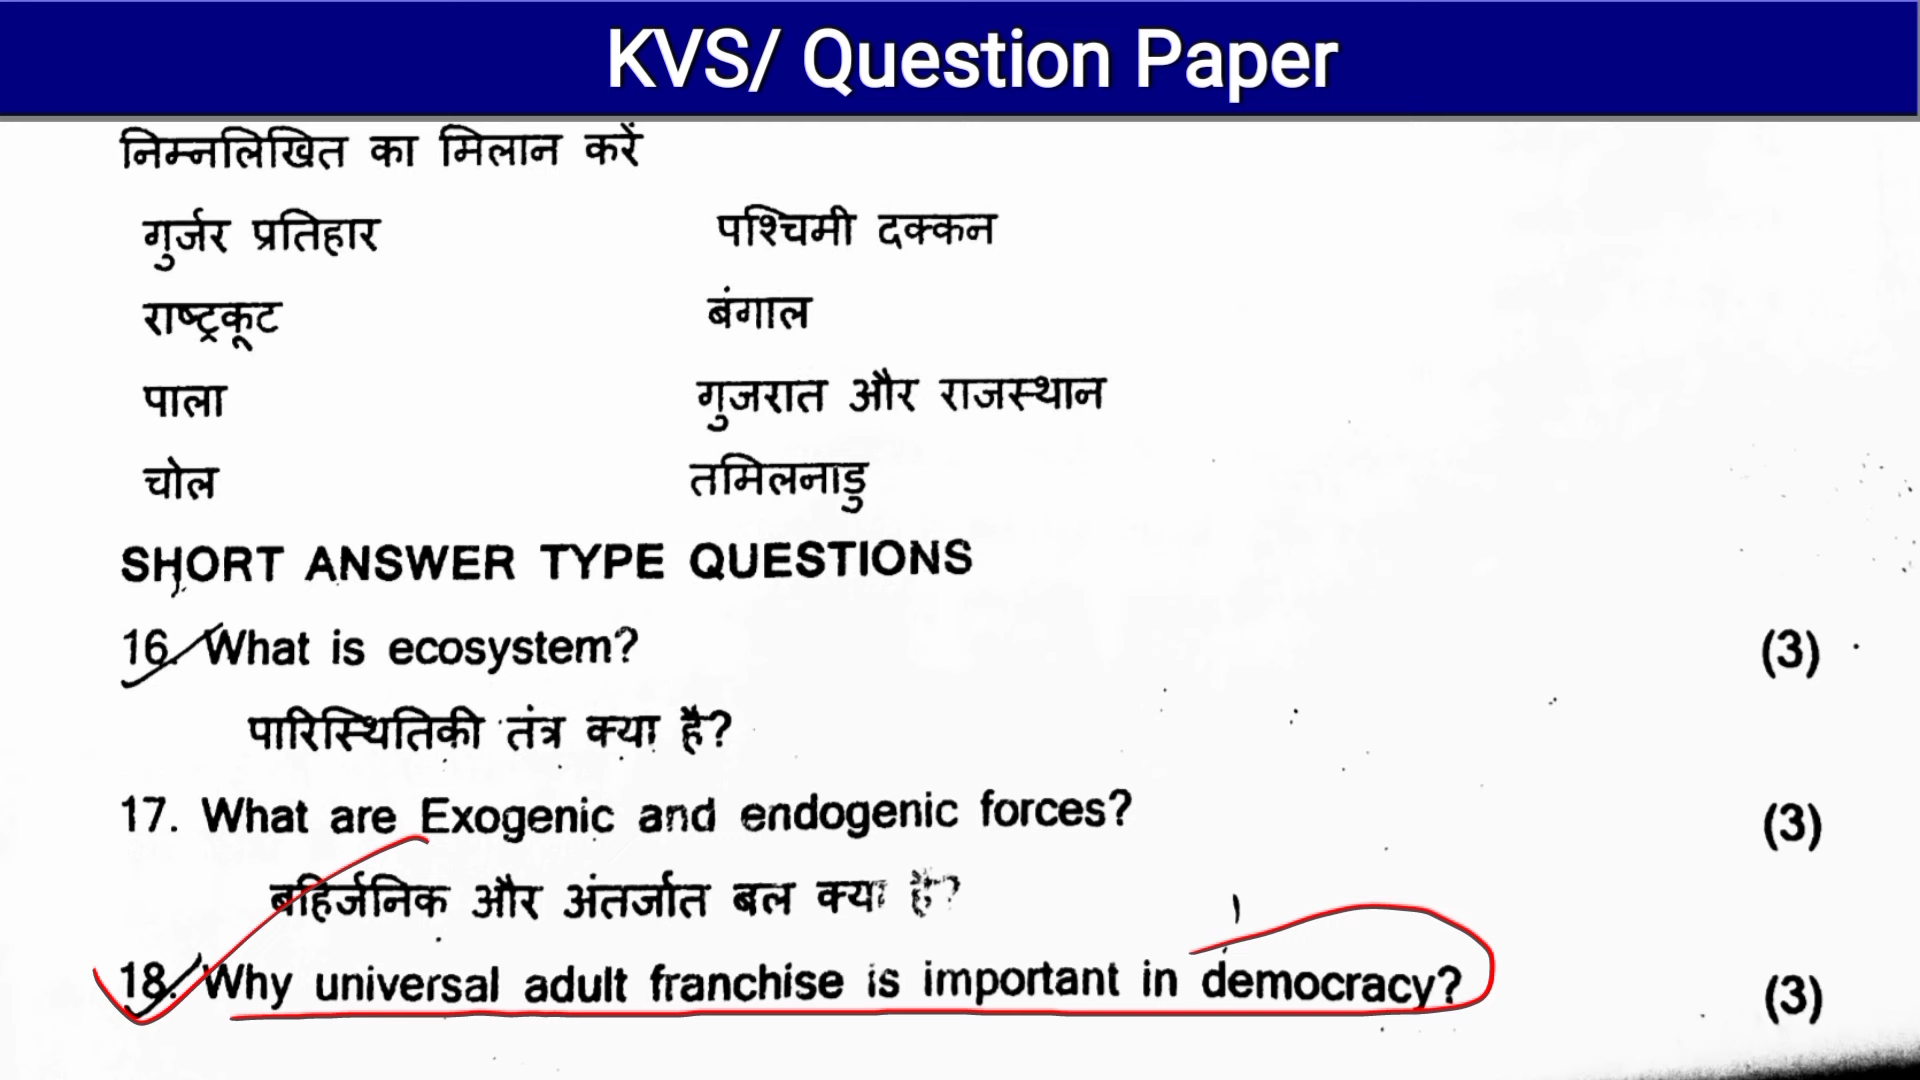 KVS/ Question Paper
निम्नलिखित का मिलान करें
गुर्जर प्रतिहार पश्चिमी दक्कन
राष्ट्रकूट बंगाल
पाला गुजरात और राजस्थान
चोल तमिलनाडु
SHORT ANSWER TYPE QUESTIONS
16. What is ecosystem? (3)
पारिस्थितिकी तंत्र क्या है?
17. What are Exogenic and endogenic forces? (3)
बहिर्जनिक और अंतर्जात बल क्या है?
18. Why universal adult franchise is important in democracy? (3)